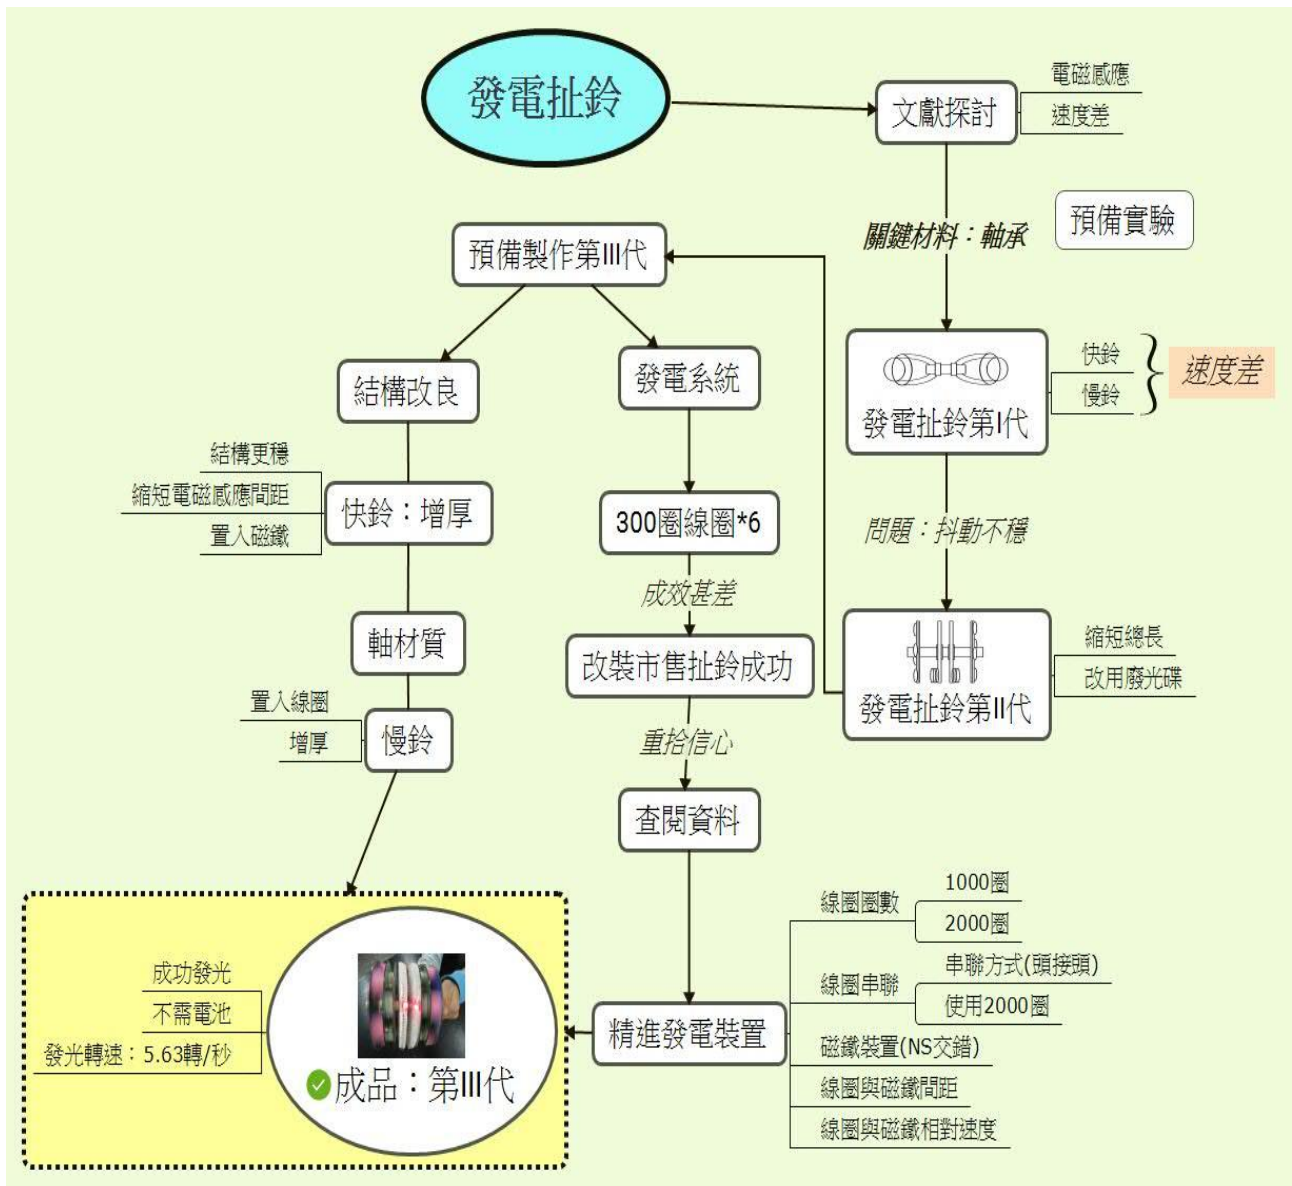 發電扯鈴
文獻探討
電磁感應
速度差
關鍵材料：軸承
預備實驗
發電扯鈴第I代
快鈴
慢鈴
速度差
問題：抖動不穩
發電扯鈴第II代
縮短總長
改用廢光碟
預備製作第III代
結構改良
快鈴：增厚
結構更穩
縮短電磁感應間距
置入磁鐵
軸材質
慢鈴
置入線圈
增厚
發電系統
300圈線圈*6
成效甚差
改裝市售扯鈴成功
重拾信心
查閱資料
精進發電裝置
線圈圈數
1000圈
2000圈
線圈串聯
串聯方式(頭接頭)
使用2000圈
磁鐵裝置(NS交錯)
線圈與磁鐵間距
線圈與磁鐵相對速度
成品：第III代
成功發光
不需電池
發光轉速：5.63轉/秒